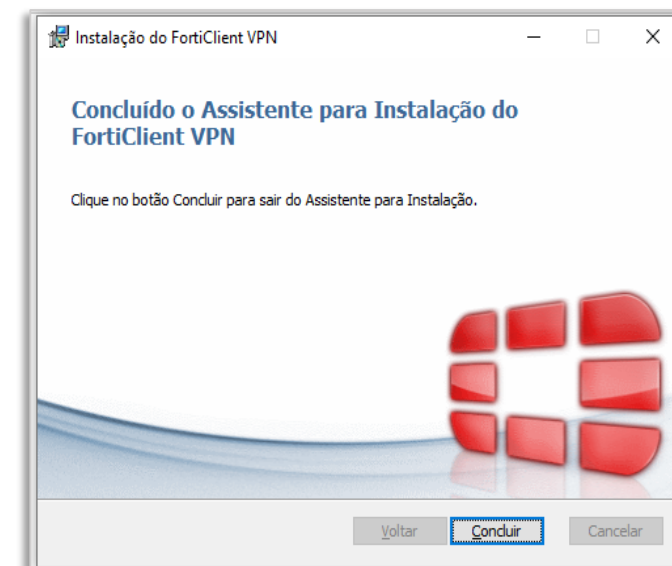 Instalação do FortiClient VPN
Concluído o Assistente para Instalação do
FortiClient VPN
Clique no botão Concluir para sair do Assistente para Instalação.
Voltar
Concluir
Cancelar